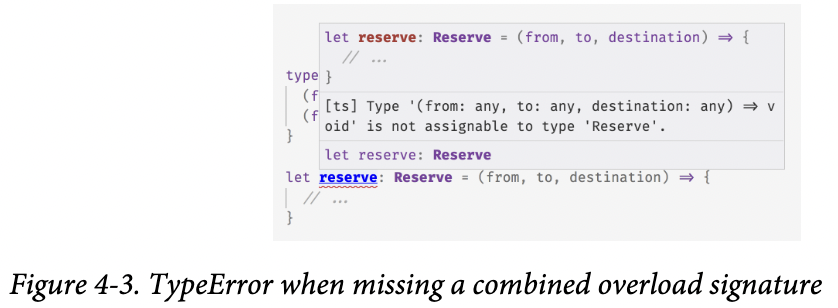 let reserve: Reserve = (from, to, destination) ⇒ {
// ...
type }
(f
[ts] Type '(from: any, to: any, destination: any) ⇒ v
(f
oid' is not assignable to type 'Reserve'.
}
let reserve: Reserve
let reserve: Reserve = (from, to, destination) ⇒ {
// ...
}
Figure 4-3. TypeError when missing a combined overload signature